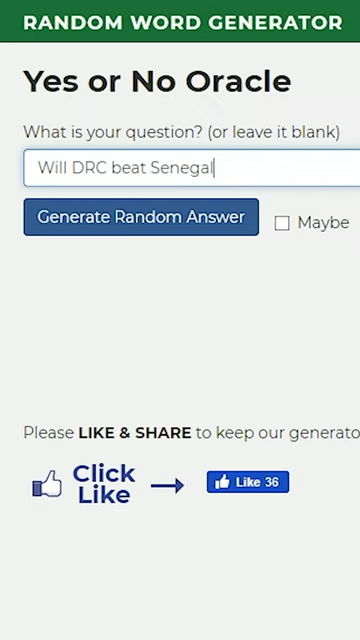 RANDOM WORD GENERATOR
Yes or No Oracle
What is your question? (or leave it blank)
Will DRC beat Senegal
Generate Random Answer
Maybe
Please LIKE & SHARE to keep our generato
Click
Like
Like 36